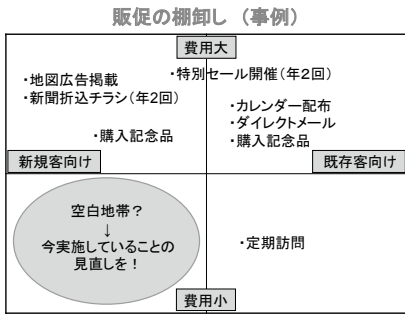 販促の棚卸し（事例）
費用大
・地図広告掲載
・新聞折込チラシ（年2回）
・購入記念品
・特別セール開催（年2回）
・カレンダー配布
・ダイレクトメール
・購入記念品
新規客向け
既存客向け
空白地帯？
↓
今実施していることの
見直しを！
・定期訪問
費用小